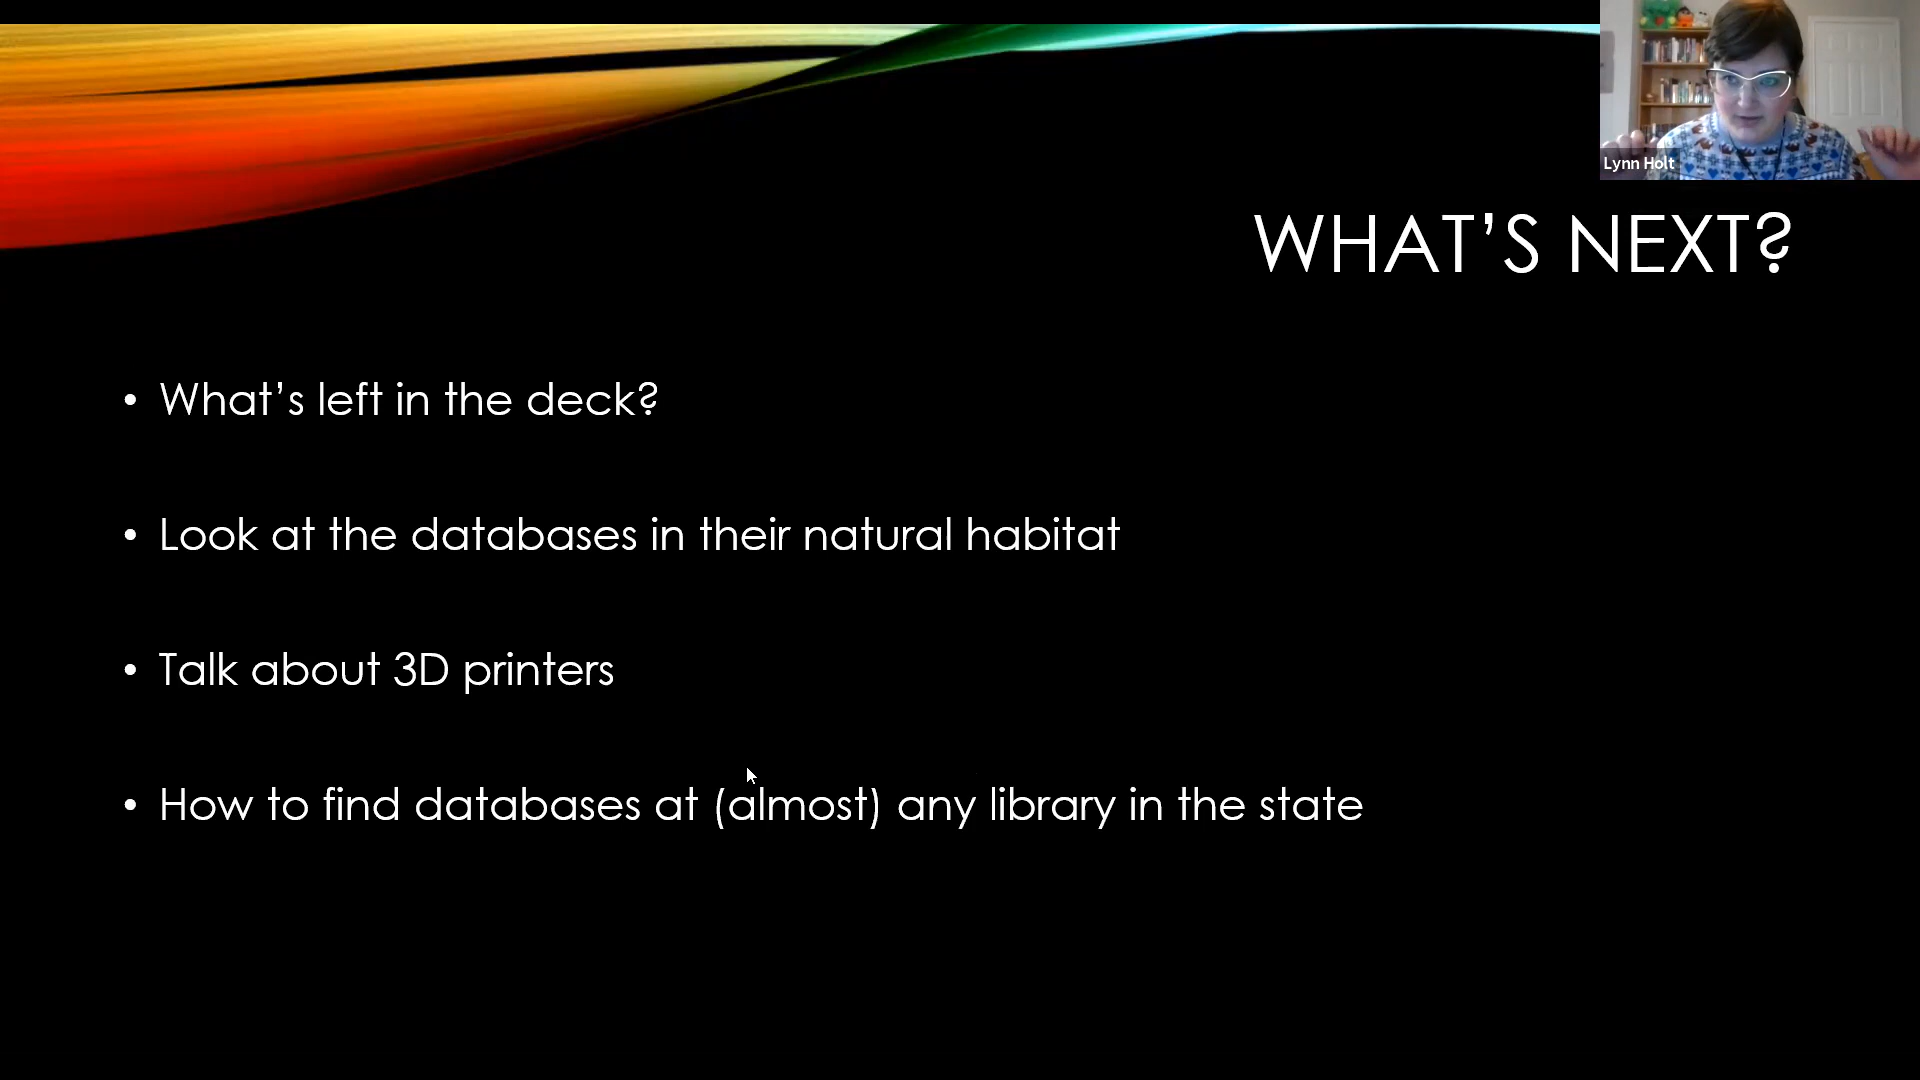 Lynn Holt
WHAT’S NEXT?
• What’s left in the deck?
• Look at the databases in their natural habitat
• Talk about 3D printers
• How to find databases at (almost) any library in the state